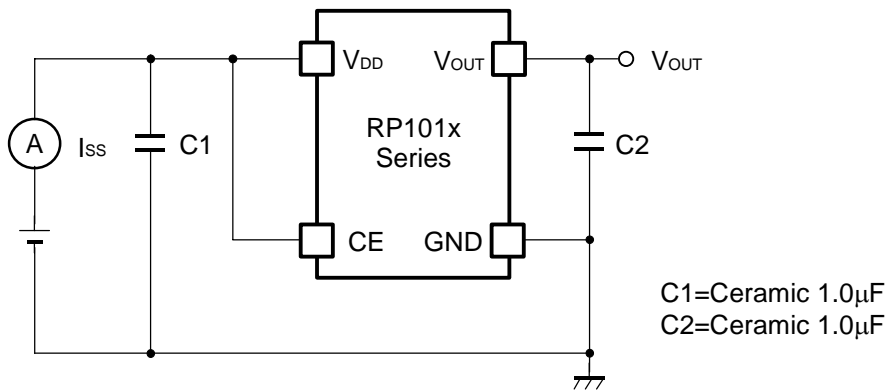 VDD
VOUT
VOUT
RP101x
Series
A
ISS
C1
C2
CE
GND
C1=Ceramic 1.0μF
C2=Ceramic 1.0μF